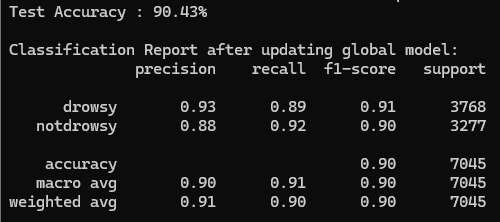 Test Accuracy : 90.43%
Classification Report after updating global model:
precision recall f1-score support
drowsy 0.93 0.89 0.91 3768
notdrowsy 0.88 0.92 0.90 3277
accuracy 0.90 7045
macro avg 0.90 0.91 0.90 7045
weighted avg 0.91 0.90 0.90 7045